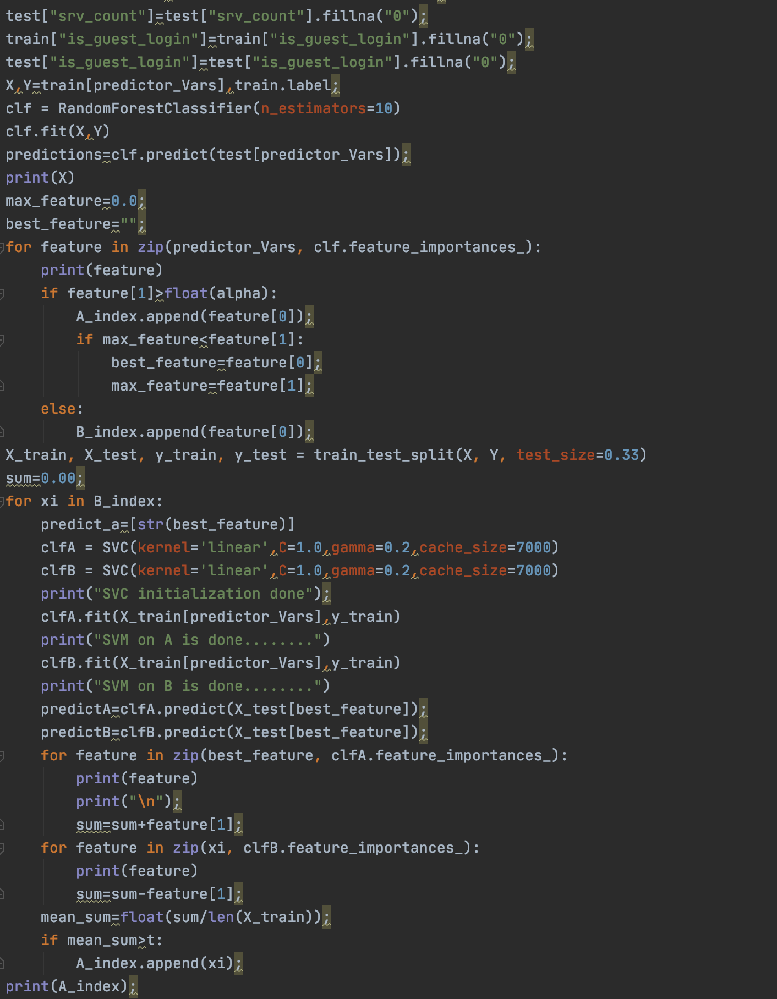 test["srv_count"]=test["srv_count"].fillna("0");
train["is_guest_login"]=train["is_guest_login"].fillna("0");
test["is_guest_login"]=test["is_guest_login"].fillna("0");
X,Y=train[predictor_Vars],train.label;
clf = RandomForestClassifier(n_estimators=10)
clf.fit(X,Y)
predictions=clf.predict(test[predictor_Vars]);
print(X)
max_feature=0.0;
best_feature="";
for feature in zip(predictor_Vars, clf.feature_importances_):
    print(feature)
    if feature[1]>float(alpha):
        A_index.append(feature[0]);
        if max_feature<feature[1]:
            best_feature=feature[0];
            max_feature=feature[1];
    else:
        B_index.append(feature[0]);
X_train, X_test, y_train, y_test = train_test_split(X, Y, test_size=0.33)
sum=0.00;
for xi in B_index:
    predict_a=[str(best_feature)]
    clfA = SVC(kernel='linear',C=1.0,gamma=0.2,cache_size=7000)
    clfB = SVC(kernel='linear',C=1.0,gamma=0.2,cache_size=7000)
    print("SVC initialization done");
    clfA.fit(X_train[predictor_Vars],y_train)
    print("SVM on A is done........")
    clfB.fit(X_train[predictor_Vars],y_train)
    print("SVM on B is done........")
    predictA=clfA.predict(X_test[best_feature]);
    predictB=clfB.predict(X_test[best_feature]);
    for feature in zip(best_feature, clfA.feature_importances_):
        print(feature)
        print("\n");
        sum=sum+feature[1];
    for feature in zip(xi, clfB.feature_importances_):
        print(feature)
        sum=sum-feature[1];
    mean_sum=float(sum/len(X_train));
    if mean_sum>t:
        A_index.append(xi);
print(A_index);